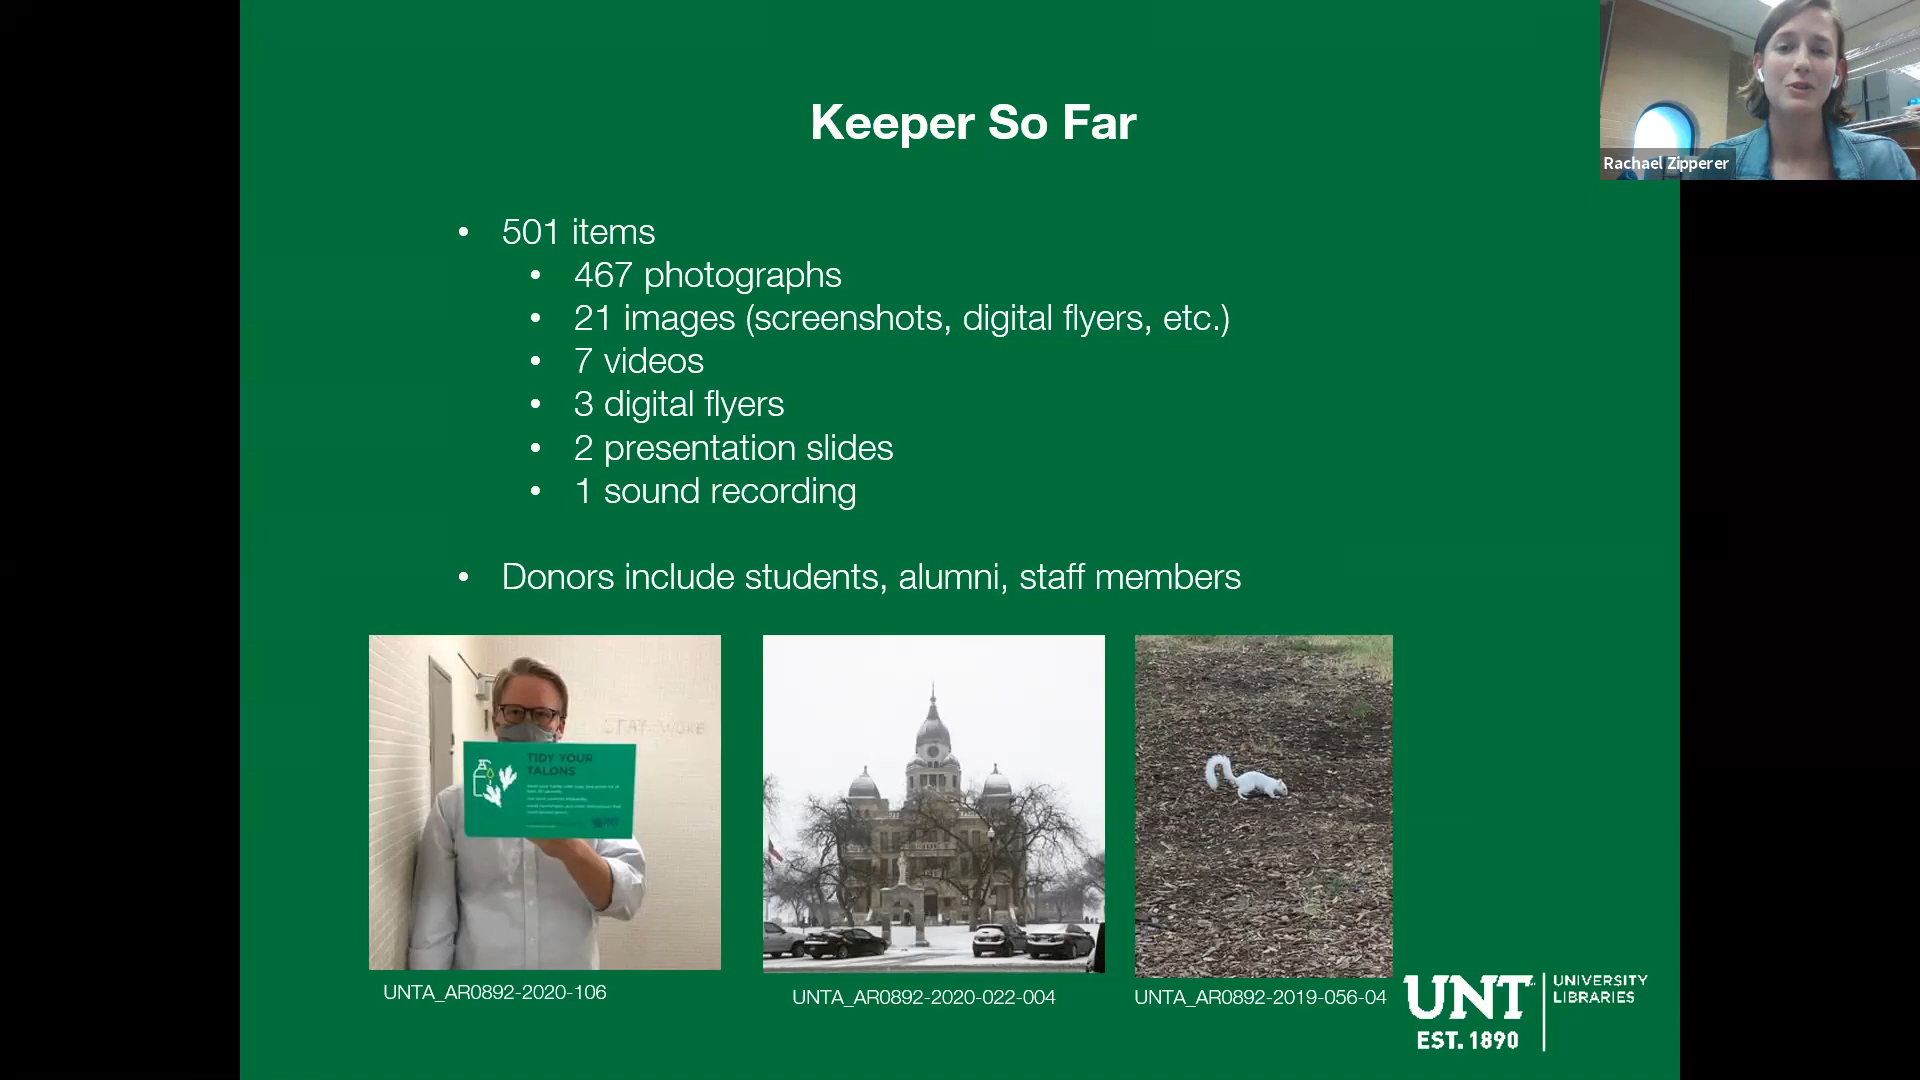 Keeper So Far
Rachael Zipperer
• 501 items
• 467 photographs
• 21 images (screenshots, digital flyers, etc.)
• 7 videos
• 3 digital flyers
• 2 presentation slides
• 1 sound recording
• Donors include students, alumni, staff members
STAY WOKE
TIDY YOUR
TALONS
UNTA_AR0892-2020-106
UNTA_AR0892-2020-022-004
UNTA_AR0892-2019-056-04
UNT
EST. 1890
UNIVERSITY
LIBRARIES